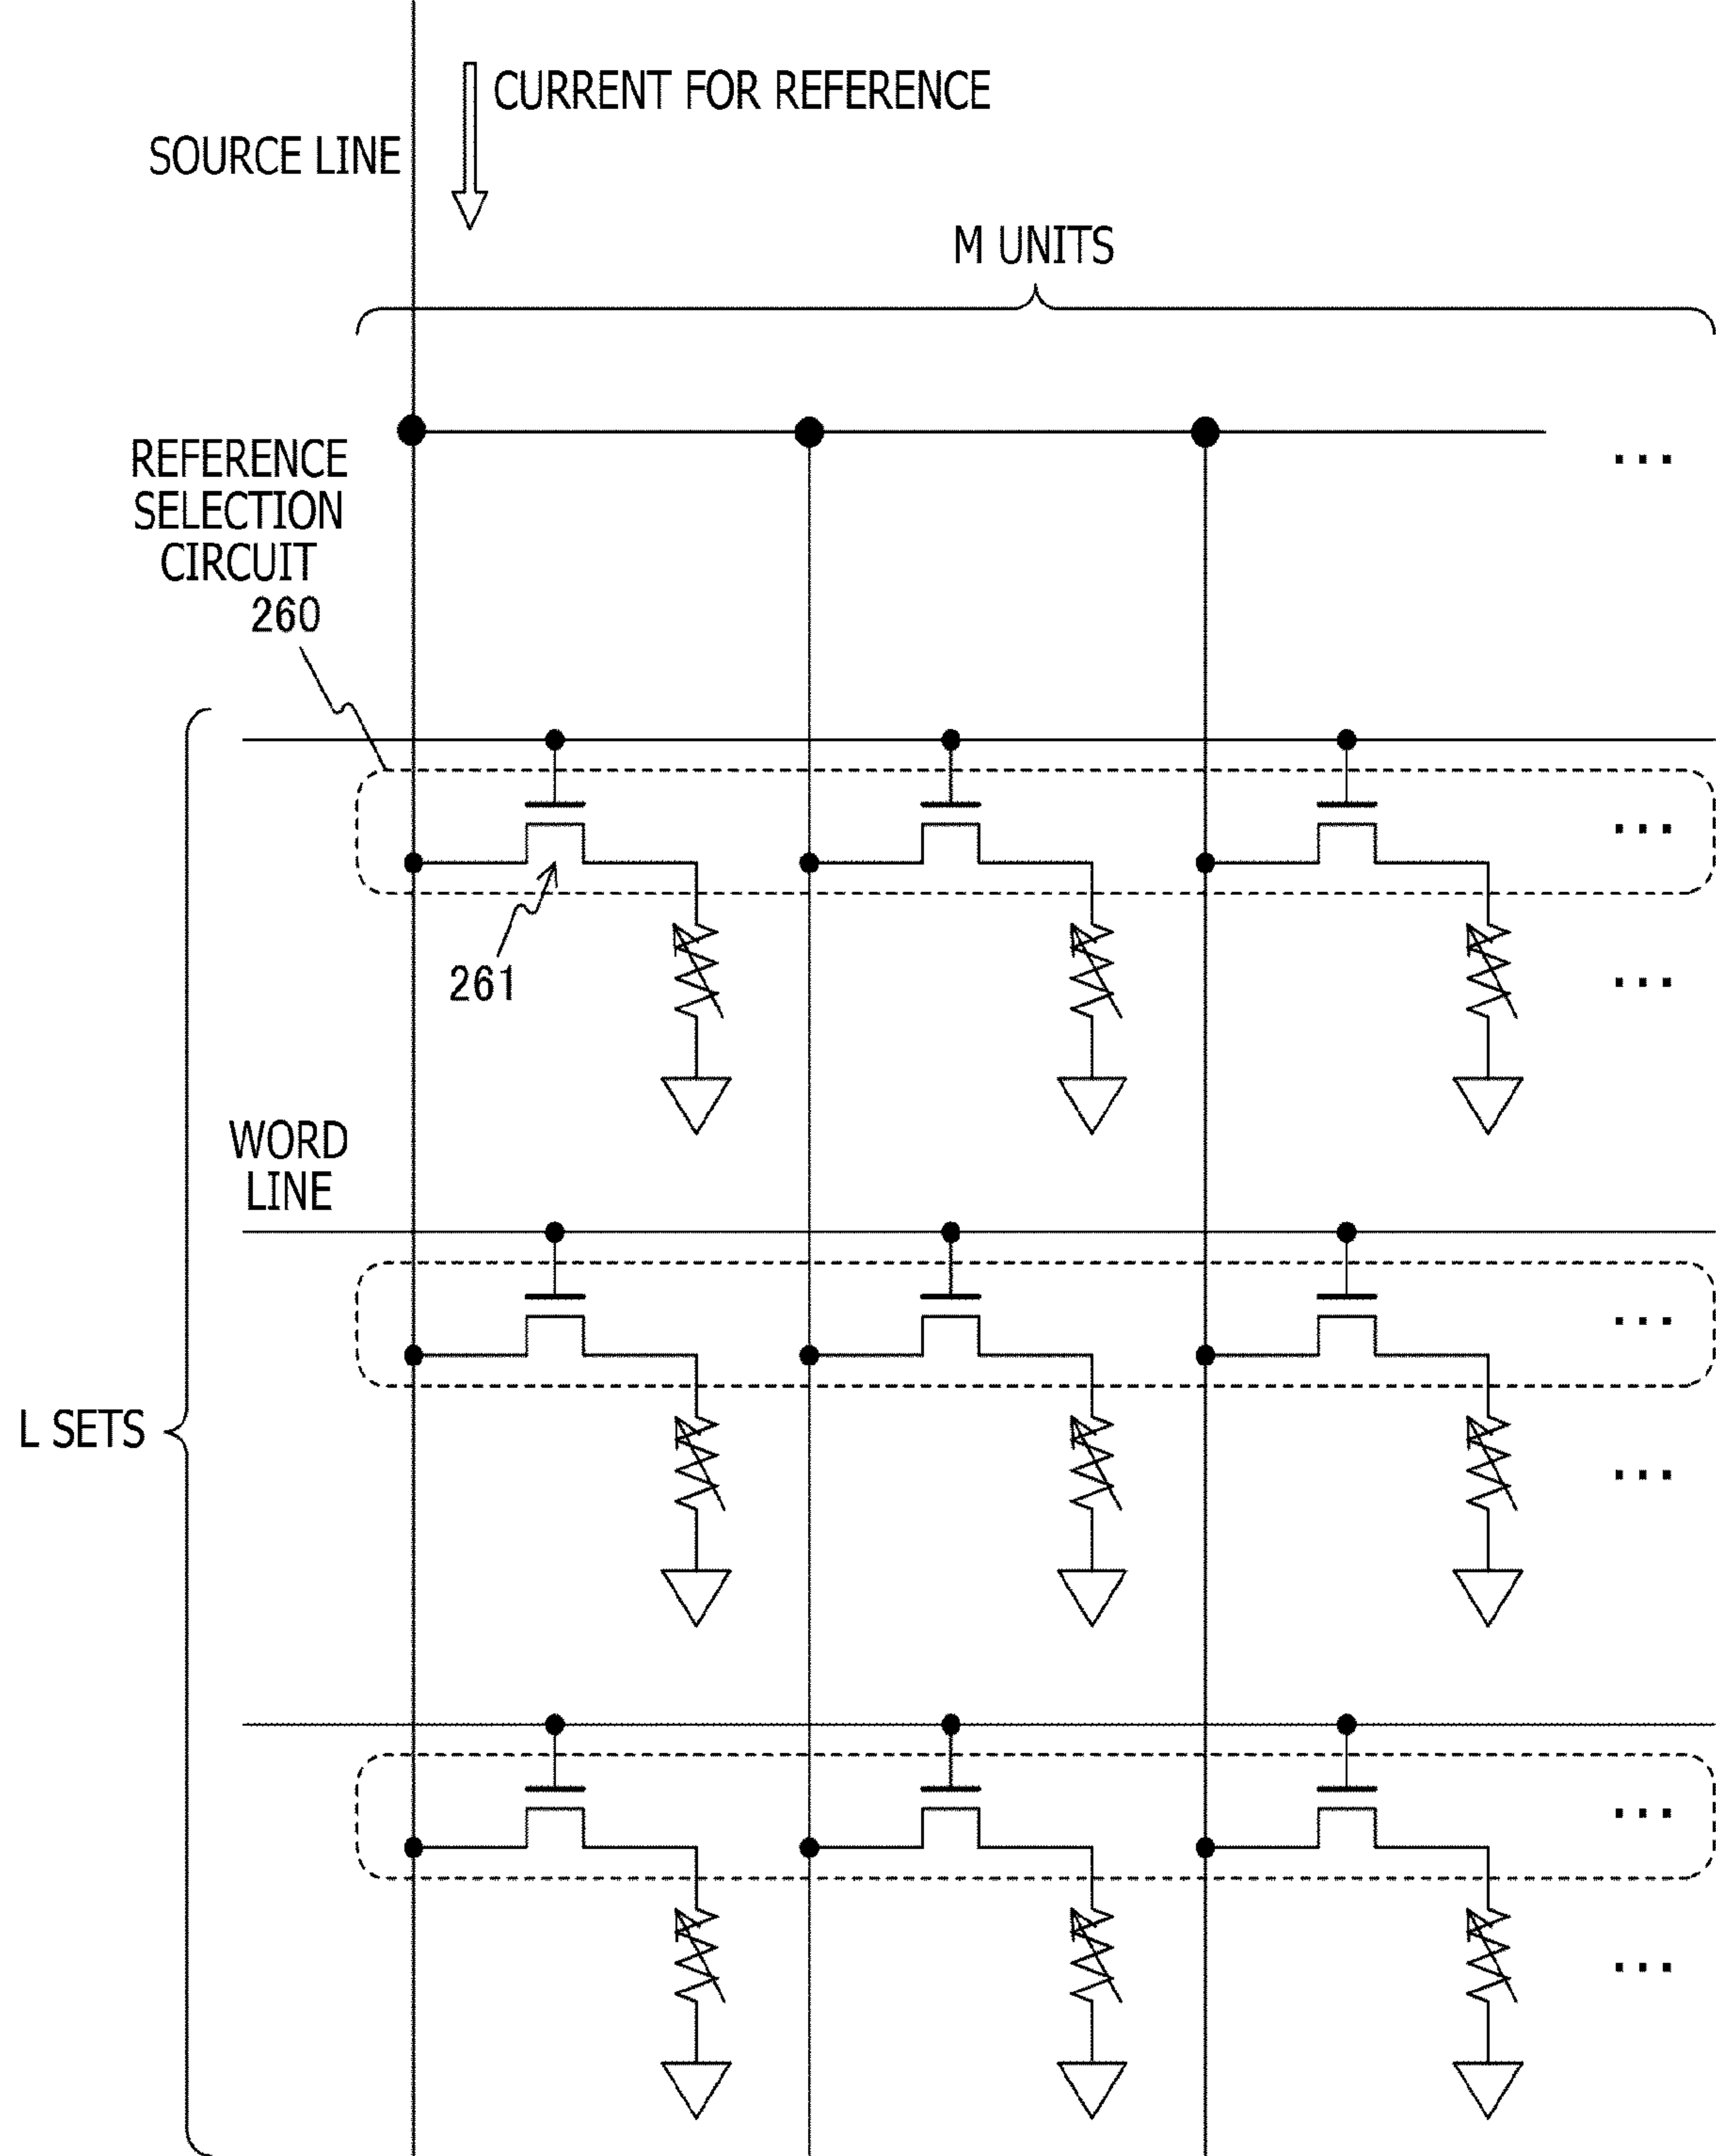 CURRENT FOR REFERENCE
SOURCE LINE
M UNITS
...
REFERENCE
SELECTION
CIRCUIT
260
...
261
...
WORD
LINE
...
L SETS
...
...
...